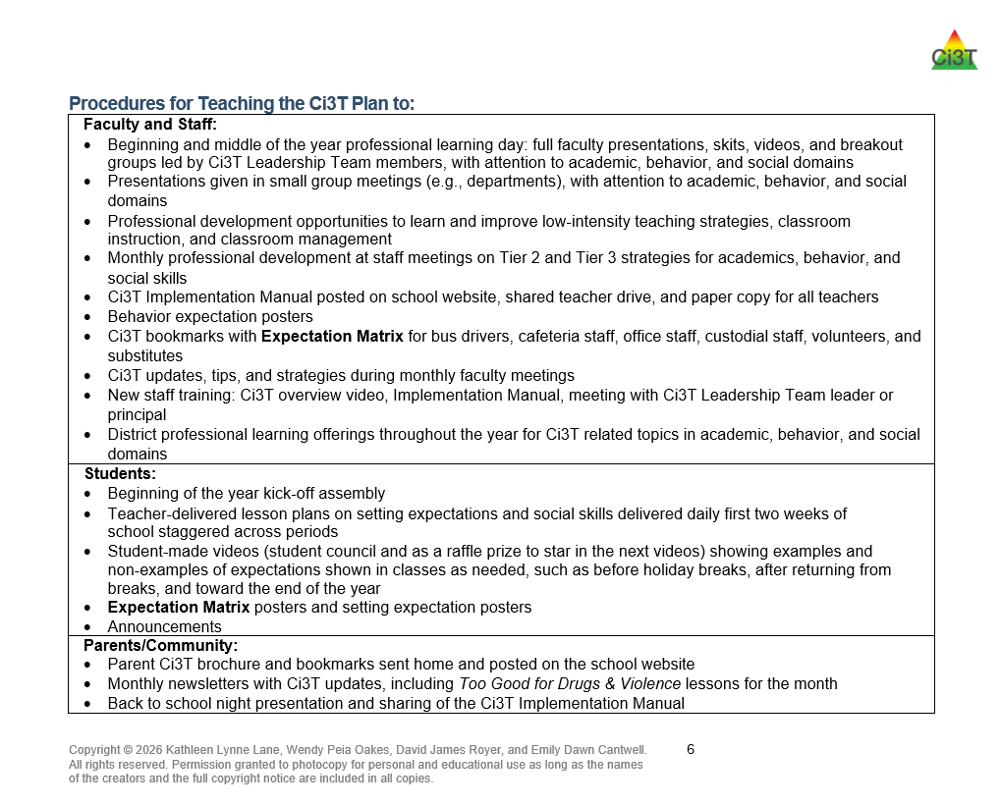 Ci3T
Procedures for Teaching the Ci3T Plan to:
Faculty and Staff:
• Beginning and middle of the year professional learning day: full faculty presentations, skits, videos, and breakout
groups led by Ci3T Leadership Team members, with attention to academic, behavior, and social domains
• Presentations given in small group meetings (e.g., departments), with attention to academic, behavior, and social
domains
• Professional development opportunities to learn and improve low-intensity teaching strategies, classroom
instruction, and classroom management
• Monthly professional development at staff meetings on Tier 2 and Tier 3 strategies for academics, behavior, and
social skills
• Ci3T Implementation Manual posted on school website, shared teacher drive, and paper copy for all teachers
• Behavior expectation posters
• Ci3T bookmarks with Expectation Matrix for bus drivers, cafeteria staff, office staff, custodial staff, volunteers, and
substitutes
• Ci3T updates, tips, and strategies during monthly faculty meetings
• New staff training: Ci3T overview video, Implementation Manual, meeting with Ci3T Leadership Team leader or
principal
• District professional learning offerings throughout the year for Ci3T related topics in academic, behavior, and social
domains
Students:
• Beginning of the year kick-off assembly
• Teacher-delivered lesson plans on setting expectations and social skills delivered daily first two weeks of
school staggered across periods
• Student-made videos (student council and as a raffle prize to star in the next videos) showing examples and
non-examples of expectations shown in classes as needed, such as before holiday breaks, after returning from
breaks, and toward the end of the year
• Expectation Matrix posters and setting expectation posters
• Announcements
Parents/Community:
• Parent Ci3T brochure and bookmarks sent home and posted on the school website
• Monthly newsletters with Ci3T updates, including Too Good for Drugs & Violence lessons for the month
• Back to school night presentation and sharing of the Ci3T Implementation Manual
Copyright © 2026 Kathleen Lynne Lane, Wendy Peia Oakes, David James Royer, and Emily Dawn Cantwell.
All rights reserved. Permission granted to photocopy for personal and educational use as long as the names
of the creators and the full copyright notice are included in all copies.
6